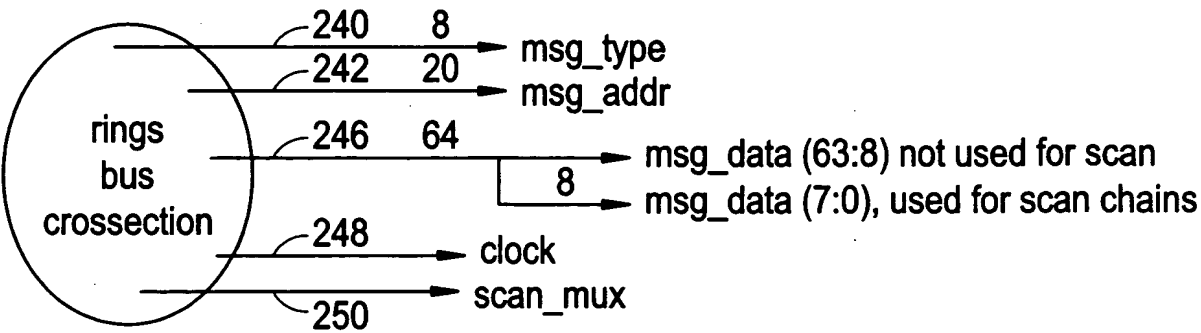 240 8 msg_type
242 20 msg_addr
rings
bus
crossection
246 64
msg_data (63:8) not used for scan
8
msg_data (7:0), used for scan chains
248 clock
250 scan_mux